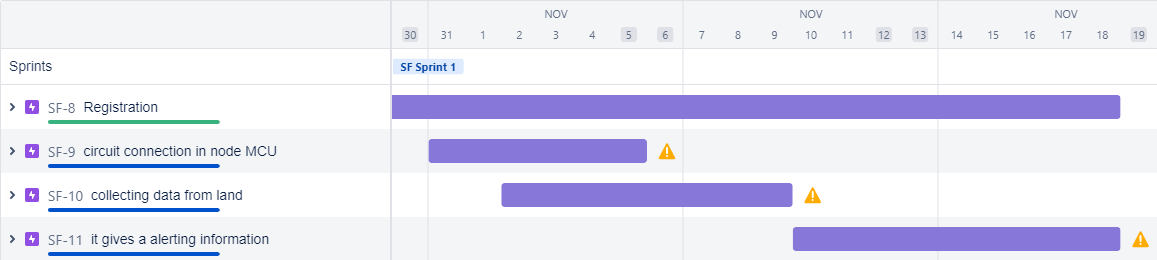 NOV NOV NOV
30 31 1 2 3 4 5 6 7 8 9 10 11 12 13 14 15 16 17 18 19
Sprints SF Sprint 1
SF-8 Registration
SF-9 circuit connection in node MCU
SF-10 collecting data from land
SF-11 it gives a alerting information